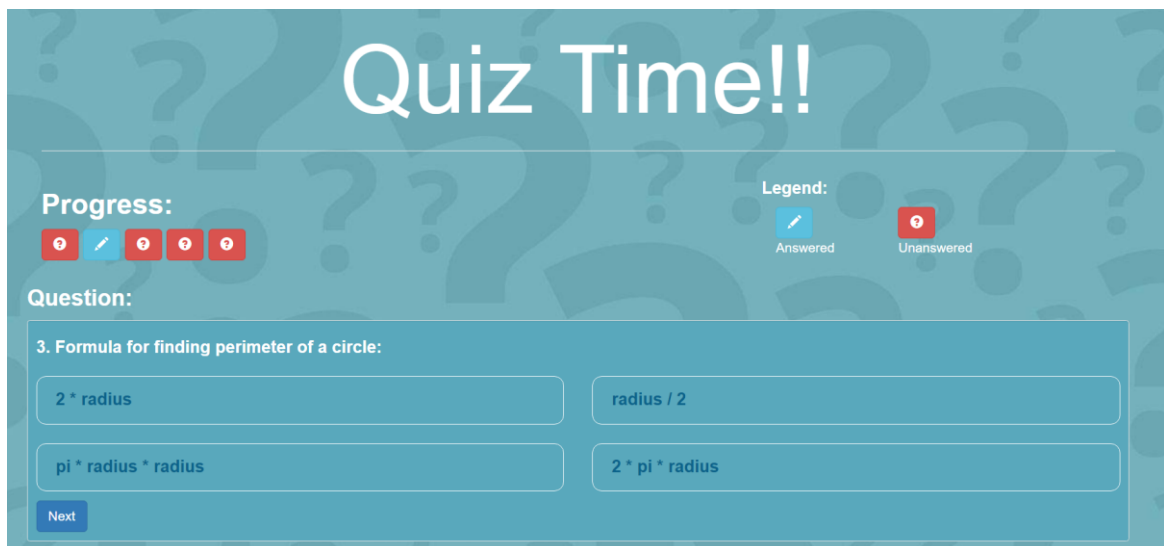 Quiz Time!!
Progress:
Legend:
Answered
Unanswered
Question:
3. Formula for finding perimeter of a circle:
2 * radius
radius / 2
pi * radius * radius
2 * pi * radius
Next